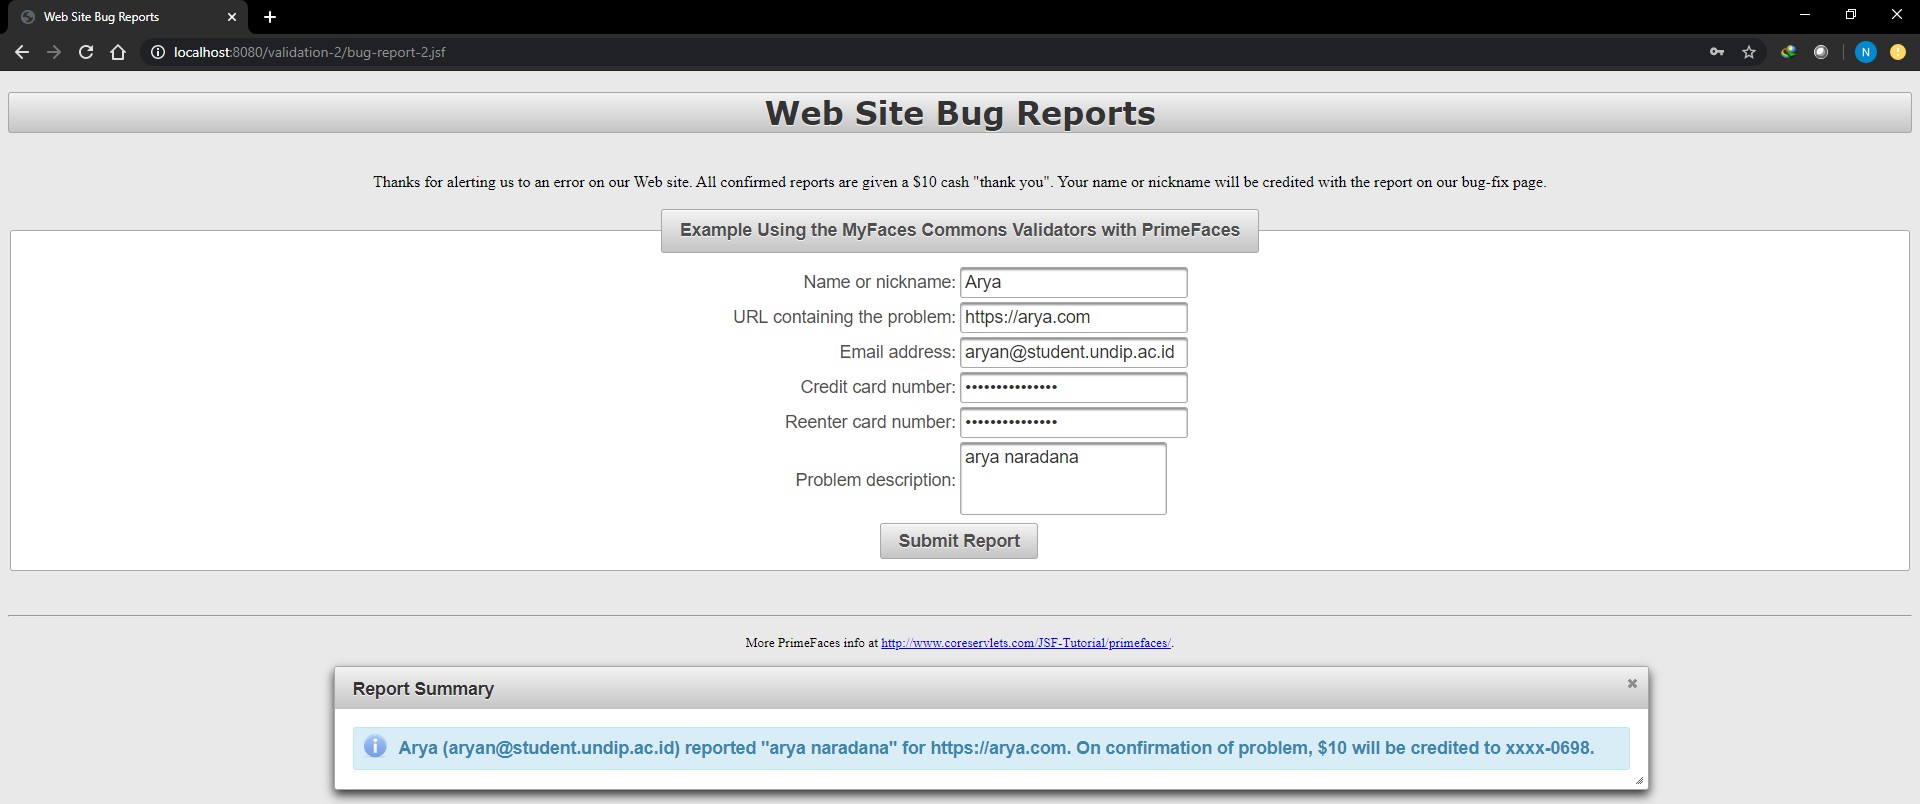 Web Site Bug Reports
localhost:8080/validation-2/bug-report-2.jsf
N
Web Site Bug Reports
Thanks for alerting us to an error on our Web site. All confirmed reports are given a $10 cash "thank you". Your name or nickname will be credited with the report on our bug-fix page.
Example Using the MyFaces Commons Validators with PrimeFaces
Name or nickname: Arya
URL containing the problem: https://arya.com
Email address: aryan@student.undip.ac.id
Credit card number: •••••••••••••••
Reenter card number: •••••••••••••••
Problem description: arya naradana
Submit Report
More PrimeFaces info at http://www.coreservlets.com/JSF-Tutorial/primefaces/.
Report Summary
Arya (aryan@student.undip.ac.id) reported "arya naradana" for https://arya.com. On confirmation of problem, $10 will be credited to xxxx-0698.